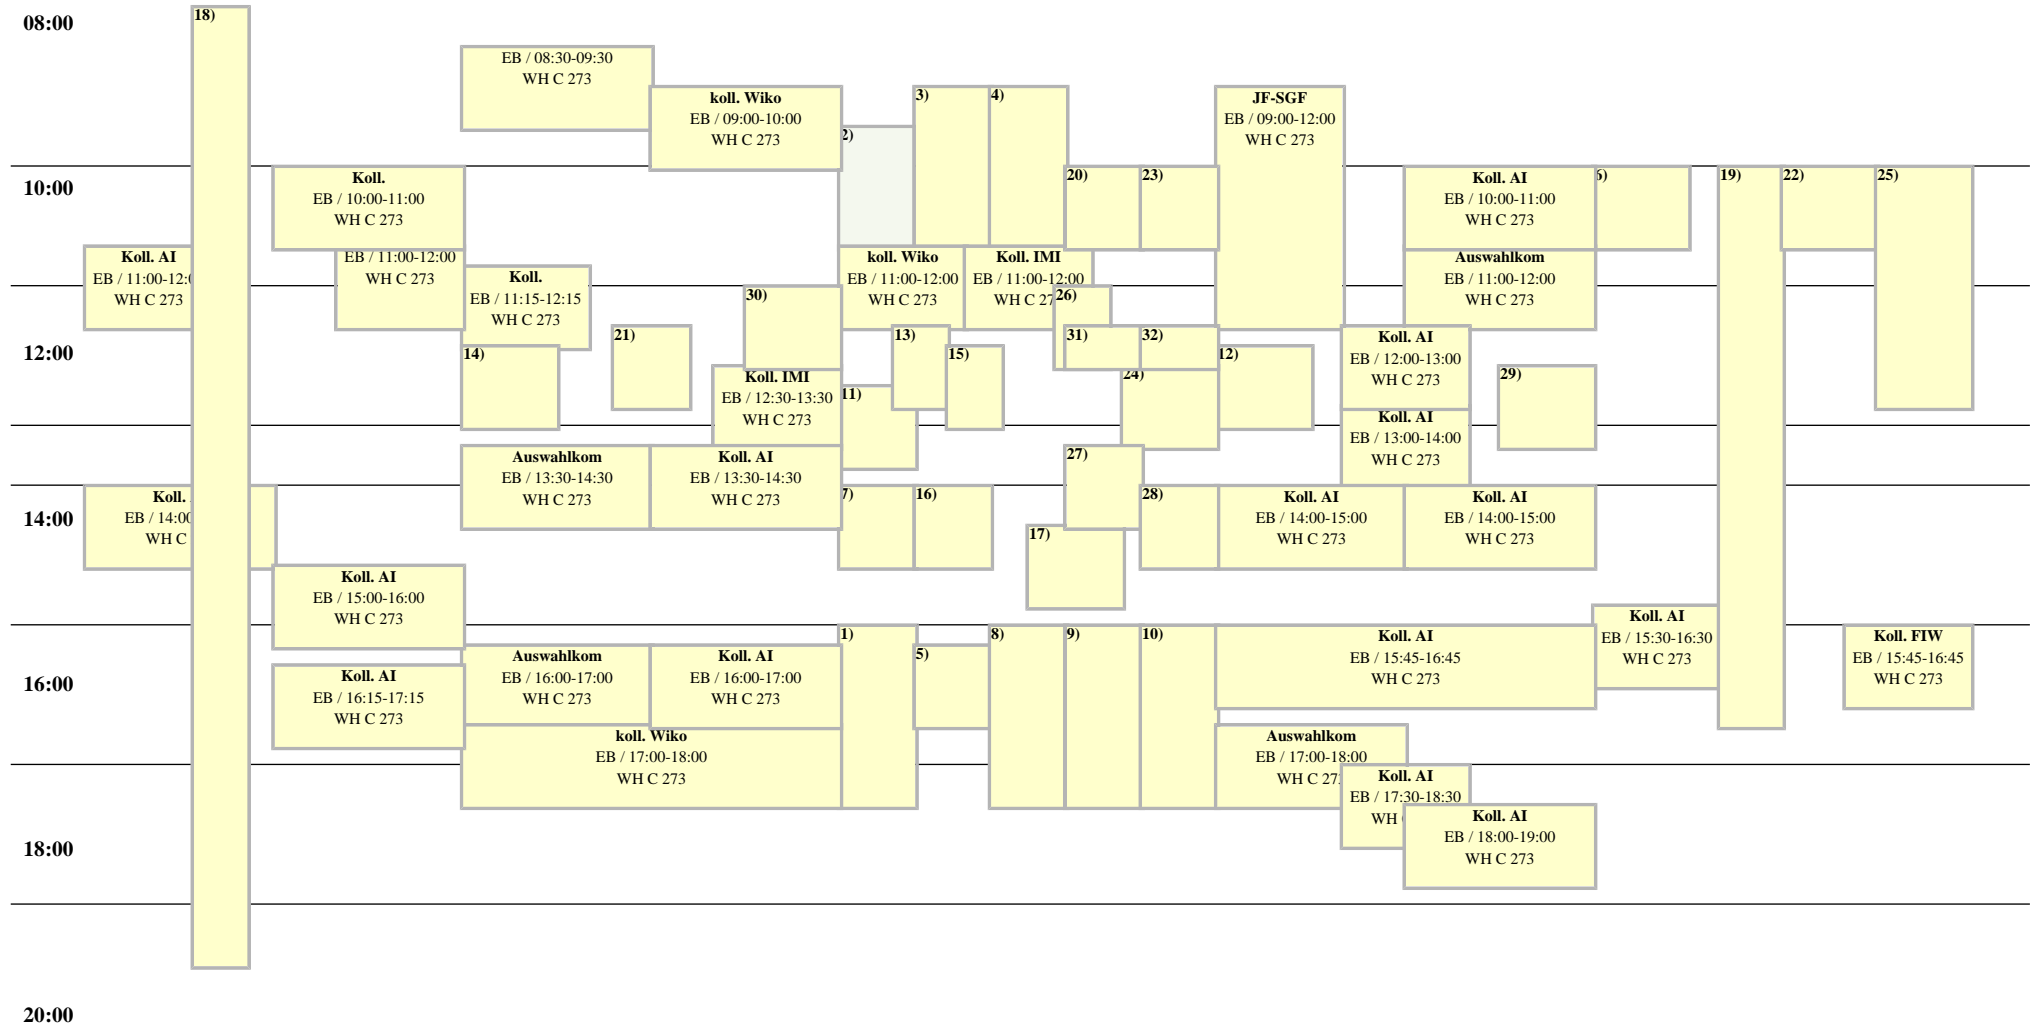 08:00
18)
EB / 08:30-09:30
WH C 273
koll. Wiko
EB / 09:00-10:00
WH C 273
2)
3)
4)
JF-SGF
EB / 09:00-12:00
WH C 273
10:00
Koll.
EB / 10:00-11:00
WH C 273
20)
23)
Koll. AI
EB / 10:00-11:00
WH C 273
6)
19)
22)
25)
Koll. AI
EB / 11:00-12:0
WH C 273
EB / 11:00-12:00
WH C 273
Koll.
EB / 11:15-12:15
WH C 273
30)
koll. Wiko
EB / 11:00-12:00
WH C 273
Koll. IMI
EB / 11:00-12:00
WH C 27
26)
Auswahlkom
EB / 11:00-12:00
WH C 273
12:00
14)
21)
13)
15)
31)
32)
12)
Koll. AI
EB / 12:00-13:00
WH C 273
Koll. IMI
EB / 12:30-13:30
WH C 273
11)
24)
29)
Koll. AI
EB / 13:00-14:00
WH C 273
Auswahlkom
EB / 13:30-14:30
WH C 273
Koll. AI
EB / 13:30-14:30
WH C 273
27)
14:00
Koll.
EB / 14:00
WH C
7)
16)
17)
28)
Koll. AI
EB / 14:00-15:00
WH C 273
Koll. AI
EB / 14:00-15:00
WH C 273
Koll. AI
EB / 15:00-16:00
WH C 273
Koll. AI
EB / 15:30-16:30
WH C 273
16:00
Koll. AI
EB / 16:15-17:15
WH C 273
Auswahlkom
EB / 16:00-17:00
WH C 273
Koll. AI
EB / 16:00-17:00
WH C 273
1)
5)
8)
9)
10)
Koll. AI
EB / 15:45-16:45
WH C 273
Koll. FIW
EB / 15:45-16:45
WH C 273
koll. Wiko
EB / 17:00-18:00
WH C 273
Auswahlkom
EB / 17:00-18:00
WH C 27
Koll. AI
EB / 17:30-18:30
WH
18:00
Koll. AI
EB / 18:00-19:00
WH C 273
20:00